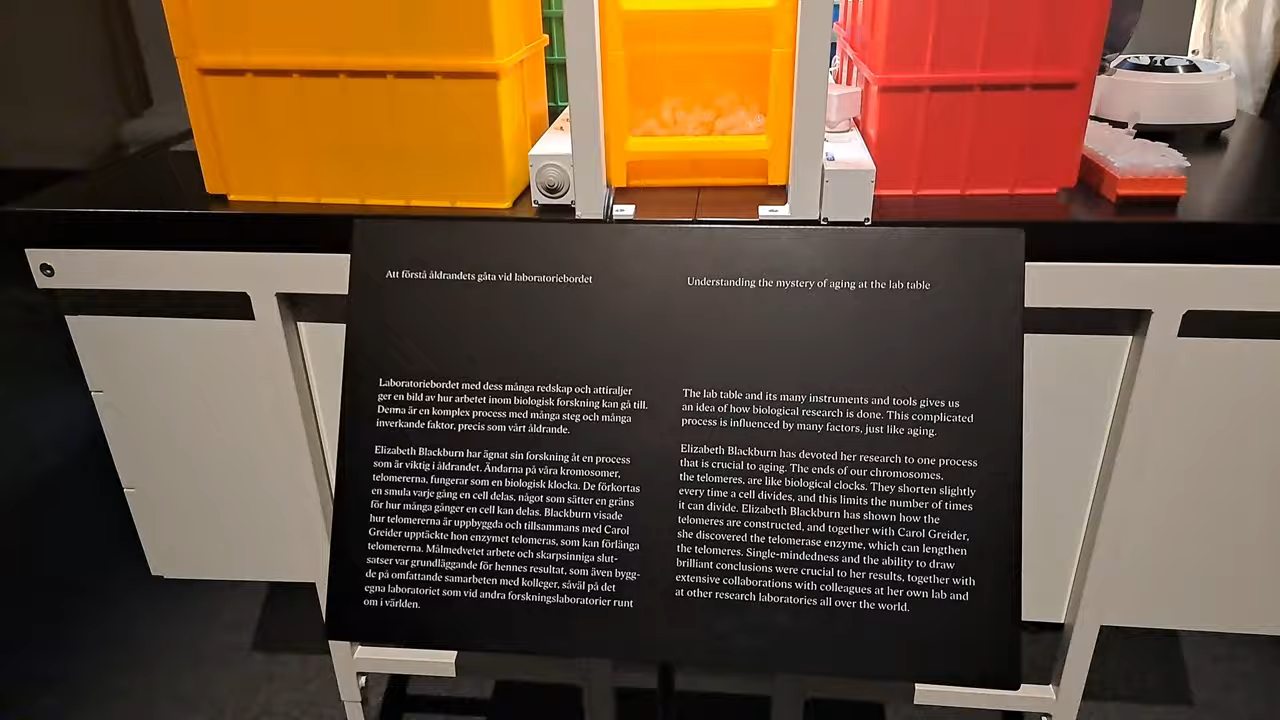 Att förstå åldrandets gåta vid laboratoriebordet
Laboratoriebordet med dess många redskap och attiraljer
ger en bild av hur arbetet inom biologisk forskning kan gå till.
Denna är en komplex process med många steg och många
inverkande faktor, precis som vårt åldrande.
Elizabeth Blackburn har ägnat sin forskning åt en process
som är viktig i åldrandet. Ändarna på våra kromosomer,
telomererna, fungerar som en biologisk klocka. De förkortas
en smula varje gång en cell delas, något som sätter en gräns
för hur många gånger en cell kan delas. Blackburn visade
hur telomererna är uppbyggda och tillsammans med Carol
Greider upptäckte hon enzymet telomeras, som kan förlänga
telomererna. Målmedvetet arbete och skarpsinniga slut-
satser var grundläggande för hennes resultat, som även bygg-
de på omfattande samarbeten med kolleger, såväl på det
egna laboratoriet som vid andra forskningslaboratorier runt
om i världen.
Understanding the mystery of aging at the lab table
The lab table and its many instruments and tools gives us
an idea of how biological research is done. This complicated
process is influenced by many factors, just like aging.
Elizabeth Blackburn has devoted her research to one process
that is crucial to aging. The ends of our chromosomes,
the telomeres, are like biological clocks. They shorten slightly
every time a cell divides, and this limits the number of times
it can divide. Elizabeth Blackburn has shown how the
telomeres are constructed, and together with Carol Greider,
she discovered the telomerase enzyme, which can lengthen
the telomeres. Single-mindedness and the ability to draw
brilliant conclusions were crucial to her results, together with
extensive collaborations with colleagues at her own lab and
at other research laboratories all over the world.